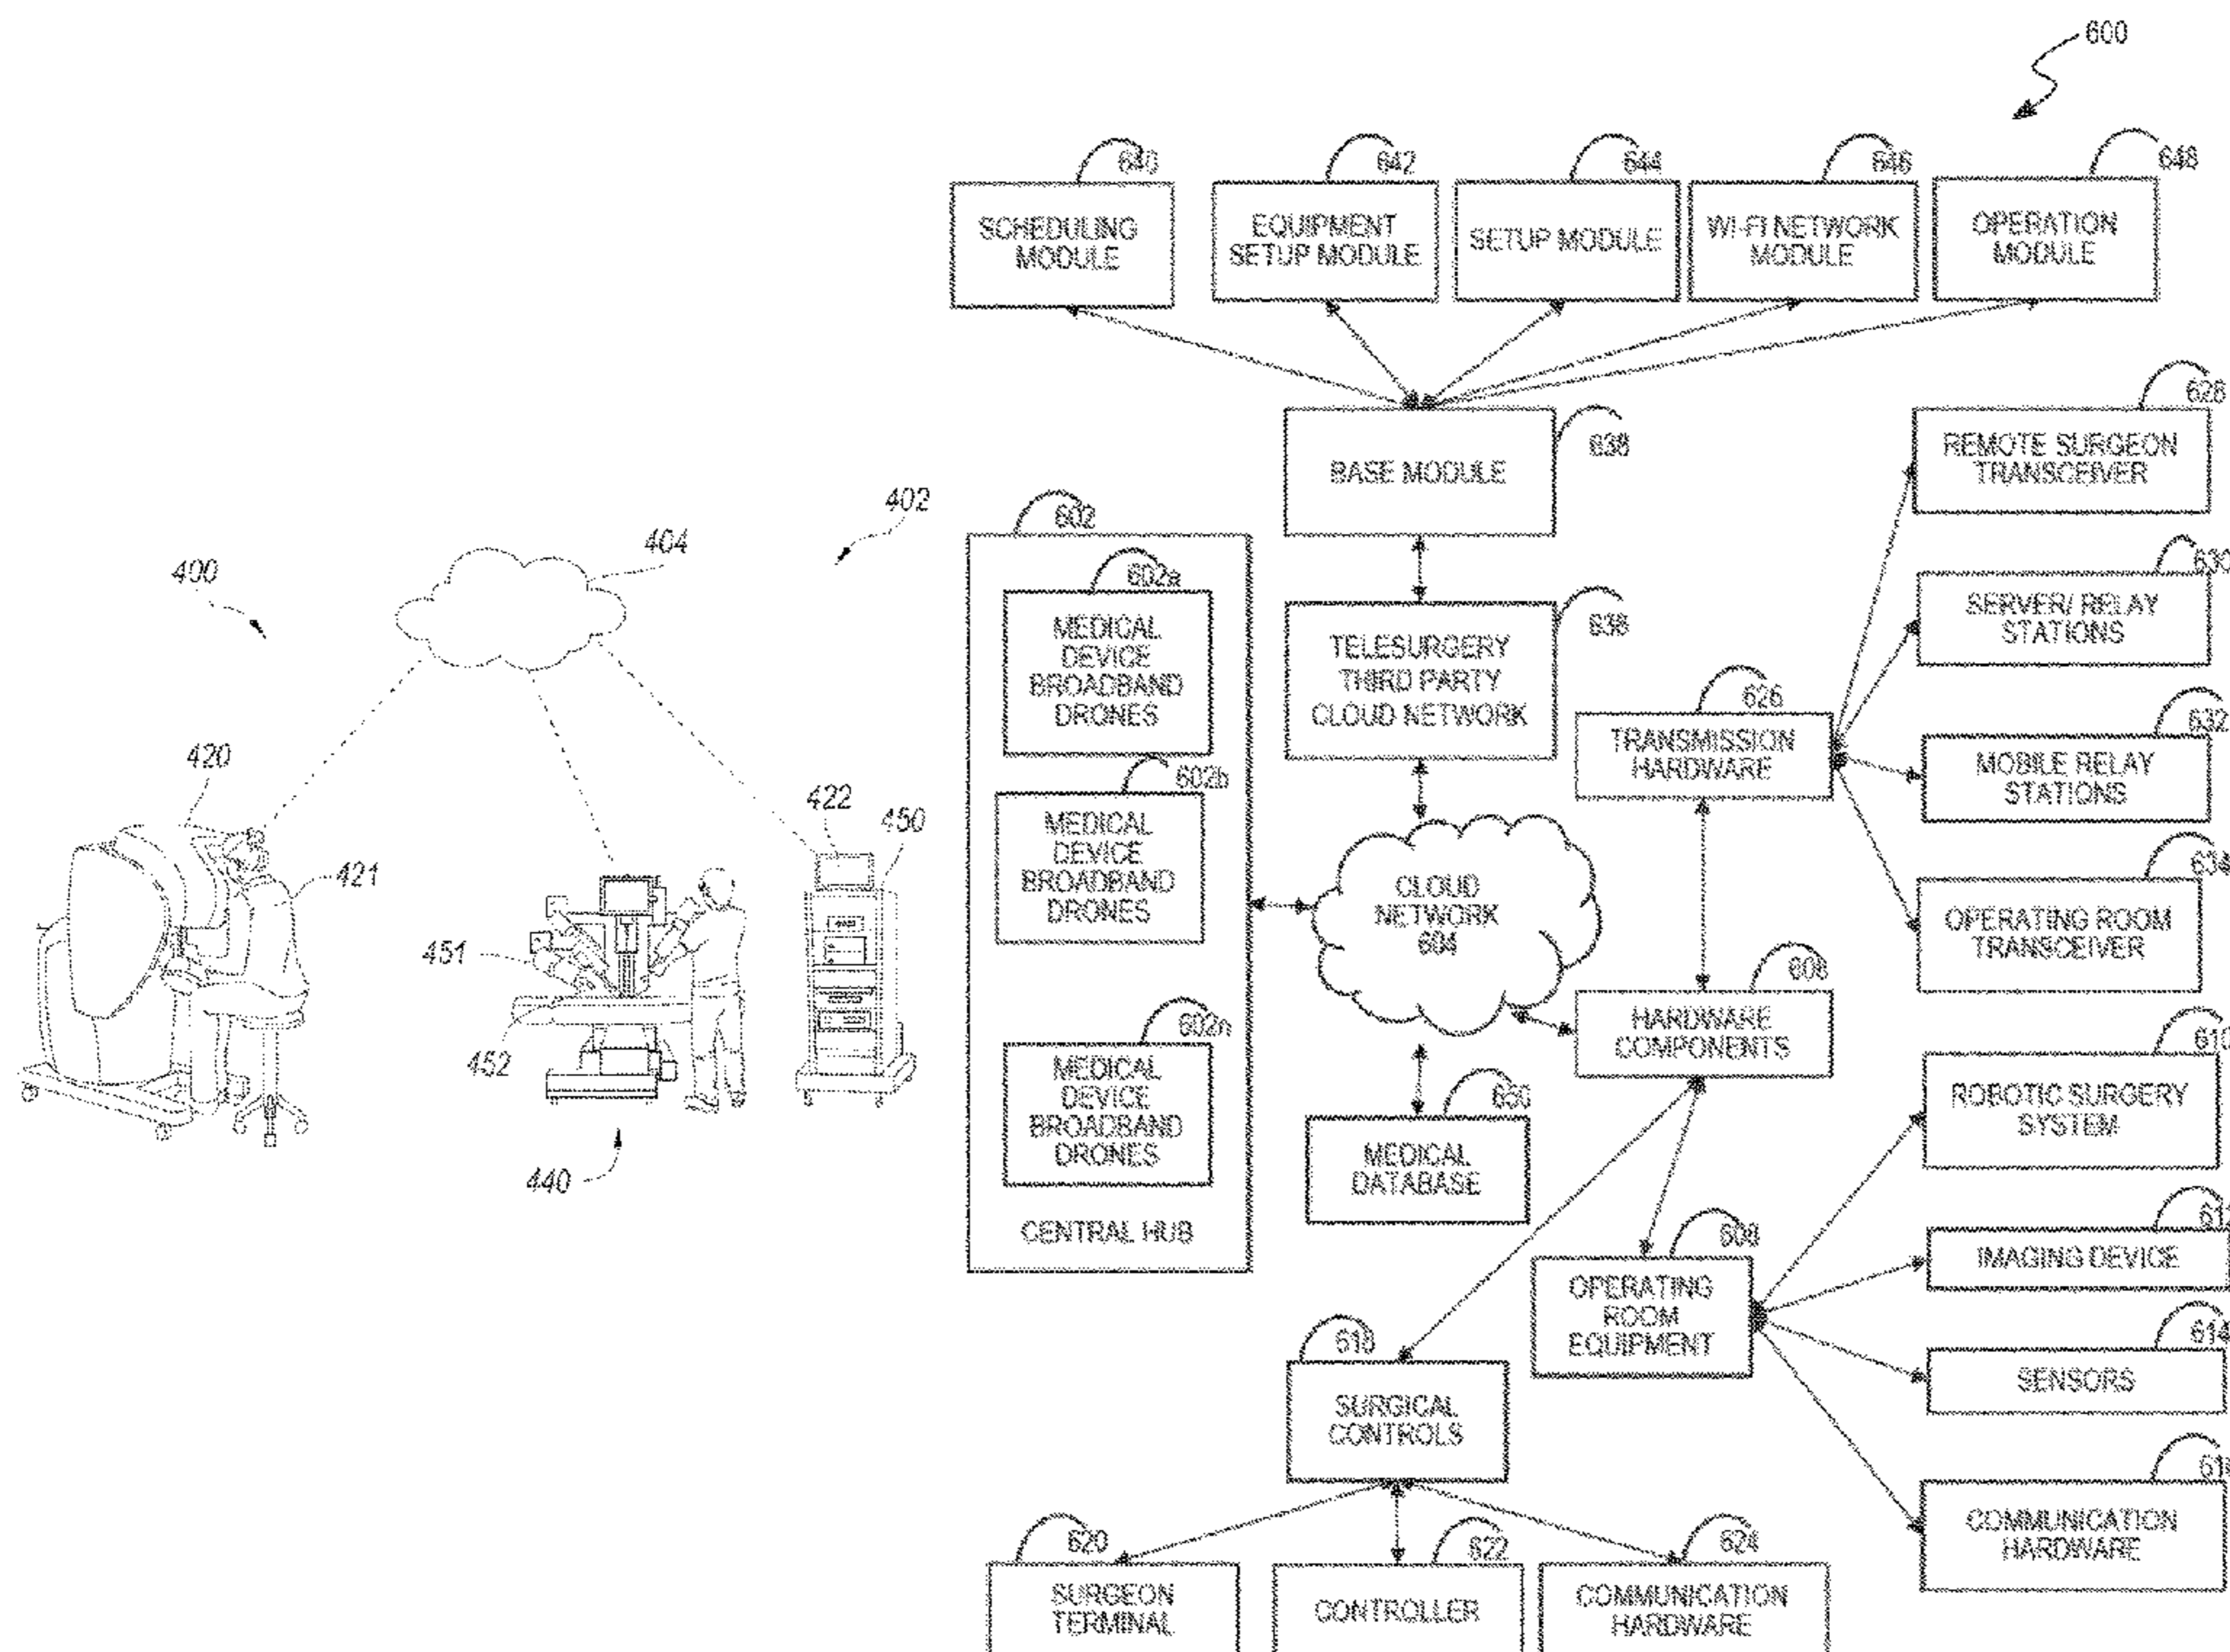 600
640
642
644
646
648
SCHEDULING
MODULE
EQUIPMENT
SETUP MODULE
SETUP MODULE
WI-FI NETWORK
MODULE
OPERATION
MODULE
638
BASE MODULE
628
REMOTE SURGEON
TRANSCEIVER
400
404
402
602
602a
MEDICAL
DEVICE
BROADBAND
DRONES
602b
MEDICAL
DEVICE
BROADBAND
DRONES
602n
MEDICAL
DEVICE
BROADBAND
DRONES
CENTRAL HUB
TELESURGERY
THIRD PARTY
CLOUD NETWORK
630
SERVER/ RELAY
STATIONS
626
TRANSMISSION
HARDWARE
632
MOBILE RELAY
STATIONS
634
OPERATING ROOM
TRANSCEIVER
420
421
422
450
451
452
440
CLOUD
NETWORK
604
606
HARDWARE
COMPONENTS
650
MEDICAL
DATABASE
610
ROBOTIC SURGERY
SYSTEM
608
OPERATING
ROOM
EQUIPMENT
IMAGING DEVICE
614
SENSORS
COMMUNICATION
HARDWARE
618
SURGICAL
CONTROLS
620
SURGEON
TERMINAL
622
CONTROLLER
624
COMMUNICATION
HARDWARE